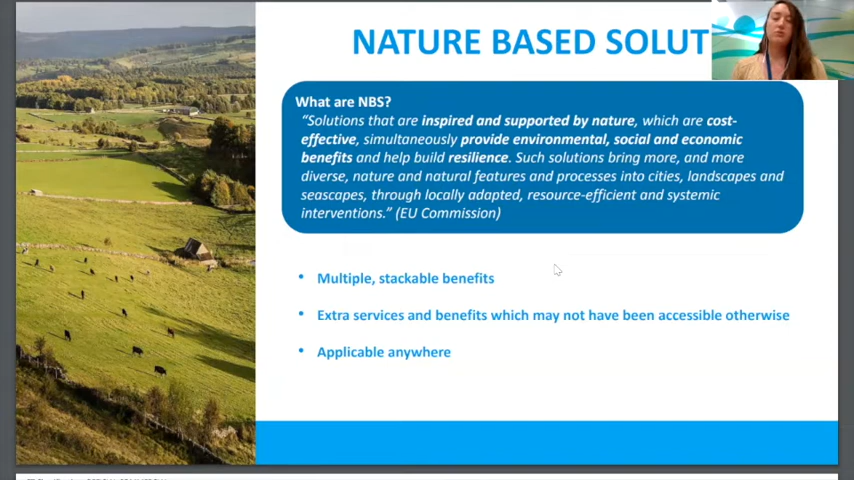 NATURE BASED SOLUT
What are NBS?
“Solutions that are inspired and supported by nature, which are cost-
effective, simultaneously provide environmental, social and economic
benefits and help build resilience. Such solutions bring more, and more
diverse, nature and natural features and processes into cities, landscapes and
seascapes, through locally adapted, resource-efficient and systemic
interventions.” (EU Commission)
• Multiple, stackable benefits
• Extra services and benefits which may not have been accessible otherwise
• Applicable anywhere